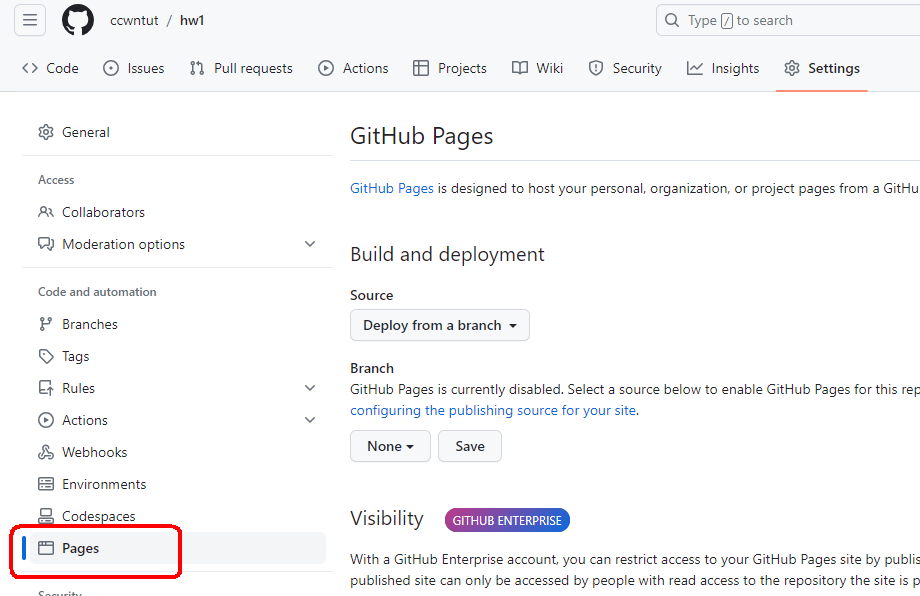 ccwntut / hw1
Type / to search
Code Issues Pull requests Actions Projects Wiki Security Insights Settings
General
Access
Collaborators
Moderation options
Code and automation
Branches
Tags
Rules
Actions
Webhooks
Environments
Codespaces
Pages
Security
GitHub Pages
GitHub Pages is designed to host your personal, organization, or project pages from a GitHu
Build and deployment
Source
Deploy from a branch
Branch
GitHub Pages is currently disabled. Select a source below to enable GitHub Pages for this rep
configuring the publishing source for your site.
None Save
Visibility GITHUB ENTERPRISE
With a GitHub Enterprise account, you can restrict access to your GitHub Pages site by publis
published site can only be accessed by people with read access to the repository the site is p